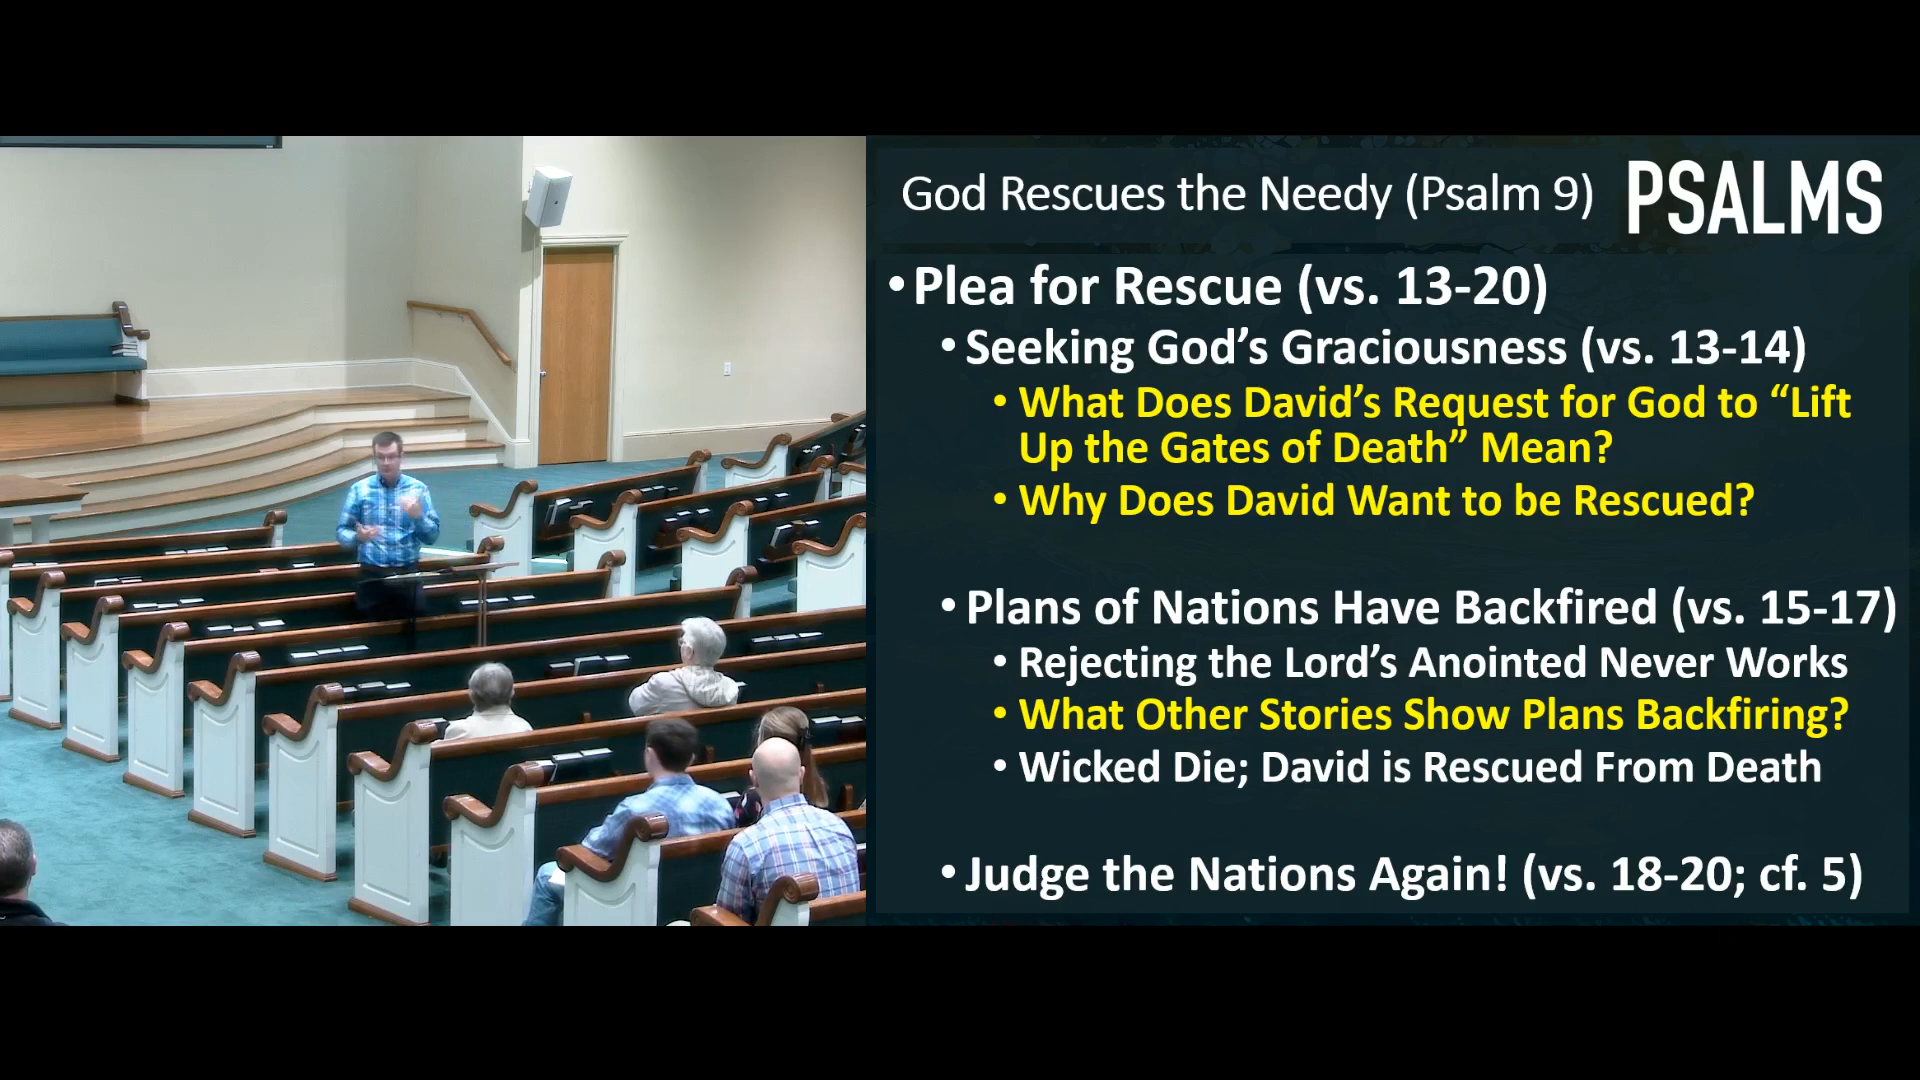 God Rescues the Needy (Psalm 9)
PSALMS
•Plea for Rescue (vs. 13-20)
•Seeking God’s Graciousness (vs. 13-14)
•What Does David’s Request for God to “Lift
Up the Gates of Death” Mean?
•Why Does David Want to be Rescued?
•Plans of Nations Have Backfired (vs. 15-17)
•Rejecting the Lord’s Anointed Never Works
•What Other Stories Show Plans Backfiring?
•Wicked Die; David is Rescued From Death
•Judge the Nations Again! (vs. 18-20; cf. 5)